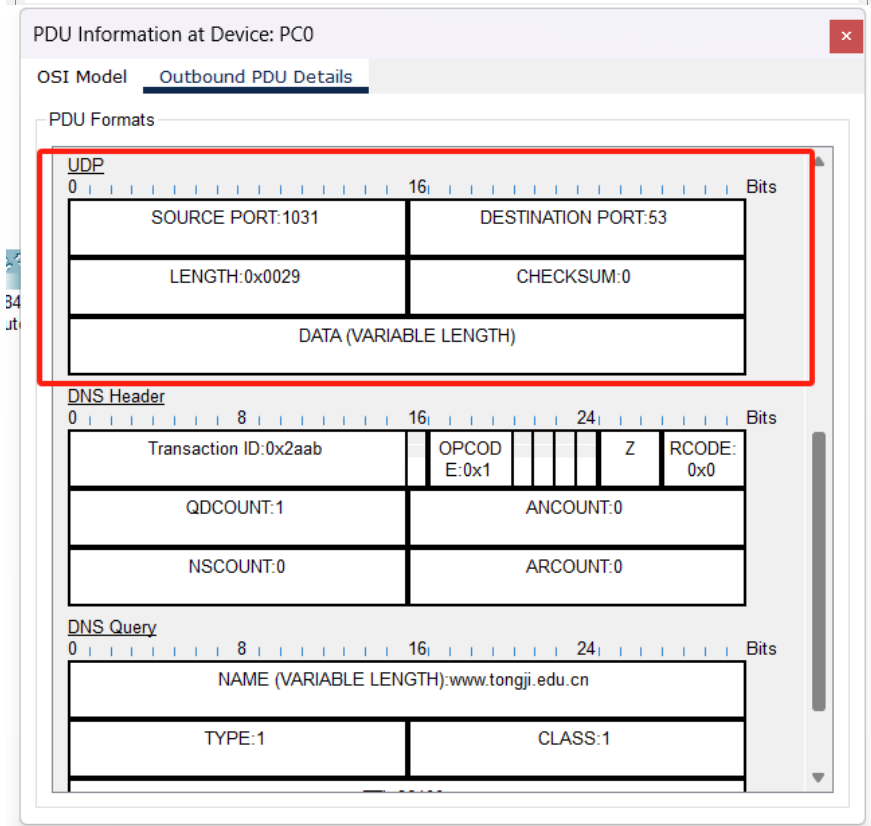 PDU Information at Device: PC0
OSI Model Outbound PDU Details
PDU Formats
UDP
0 16 Bits
SOURCE PORT:1031 DESTINATION PORT:53
LENGTH:0x0029 CHECKSUM:0
DATA (VARIABLE LENGTH)
DNS Header
0 8 16 24 Bits
Transaction ID:0x2aab OPCOD Z RCODE:
E:0x1 0x0
QDCOUNT:1 ANCOUNT:0
NSCOUNT:0 ARCOUNT:0
DNS Query
0 8 16 24 Bits
NAME (VARIABLE LENGTH):www.tongji.edu.cn
TYPE:1 CLASS:1
84